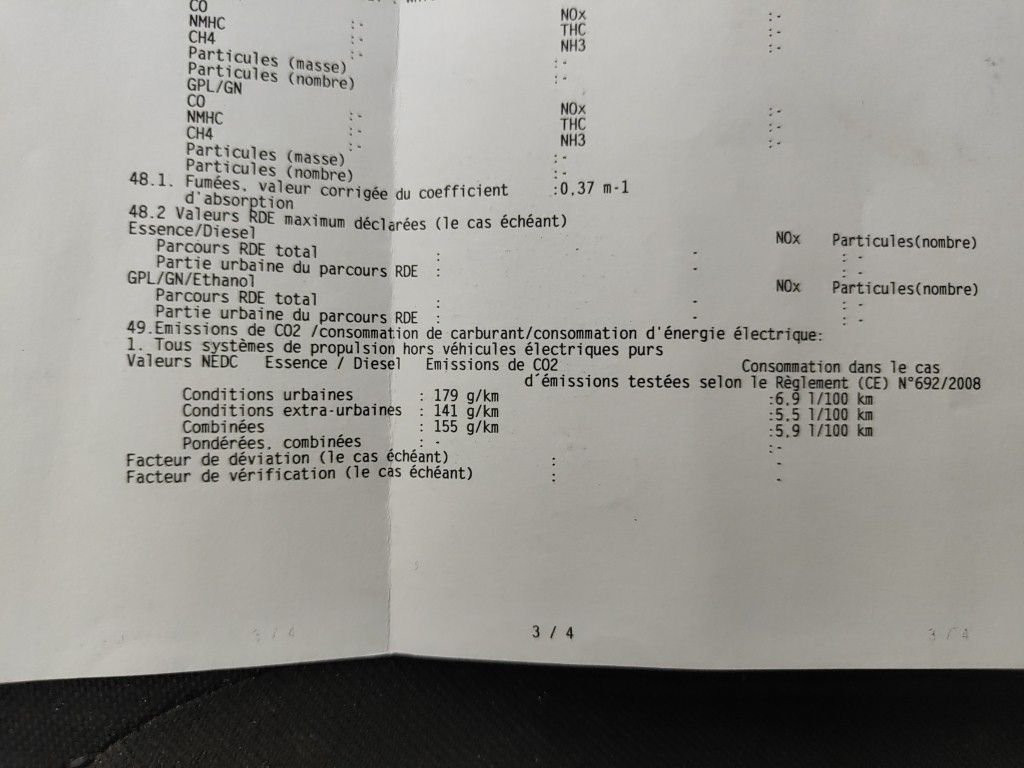 CO NOx :-
NMHC :- THC :-
CH4 :- NH3 :-
Particules (masse) :-
Particules (nombre) :-
GPL/GN
CO NOx :-
NMHC :- THC :-
CH4 :- NH3 :-
Particules (masse) :-
Particules (nombre) :-
48.1. Fumées, valeur corrigée du coefficient :0,37 m-1
d'absorption
48.2 Valeurs RDE maximum déclarées (le cas échéant)
Essence/Diesel NOx Particules(nombre)
Parcours RDE total : - : -
Partie urbaine du parcours RDE : - : -
GPL/GN/Ethanol NOx Particules(nombre)
Parcours RDE total : - : -
Partie urbaine du parcours RDE : - : -
49.Emissions de CO2 /consommation de carburant/consommation d'énergie électrique:
1. Tous systèmes de propulsion hors véhicules électriques purs
Valeurs NEDC Essence / Diesel Emissions de CO2 Consommation dans le cas
d'émissions testées selon le Règlement (CE) N°692/2008
Conditions urbaines : 179 g/km :6,9 l/100 km
Conditions extra-urbaines : 141 g/km :5,5 l/100 km
Combinées : 155 g/km :5,9 l/100 km
Pondérées, combinées : - :-
Facteur de déviation (le cas échéant) : -
Facteur de vérification (le cas échéant) : -
3 / 4 3 / 4 3 / 4